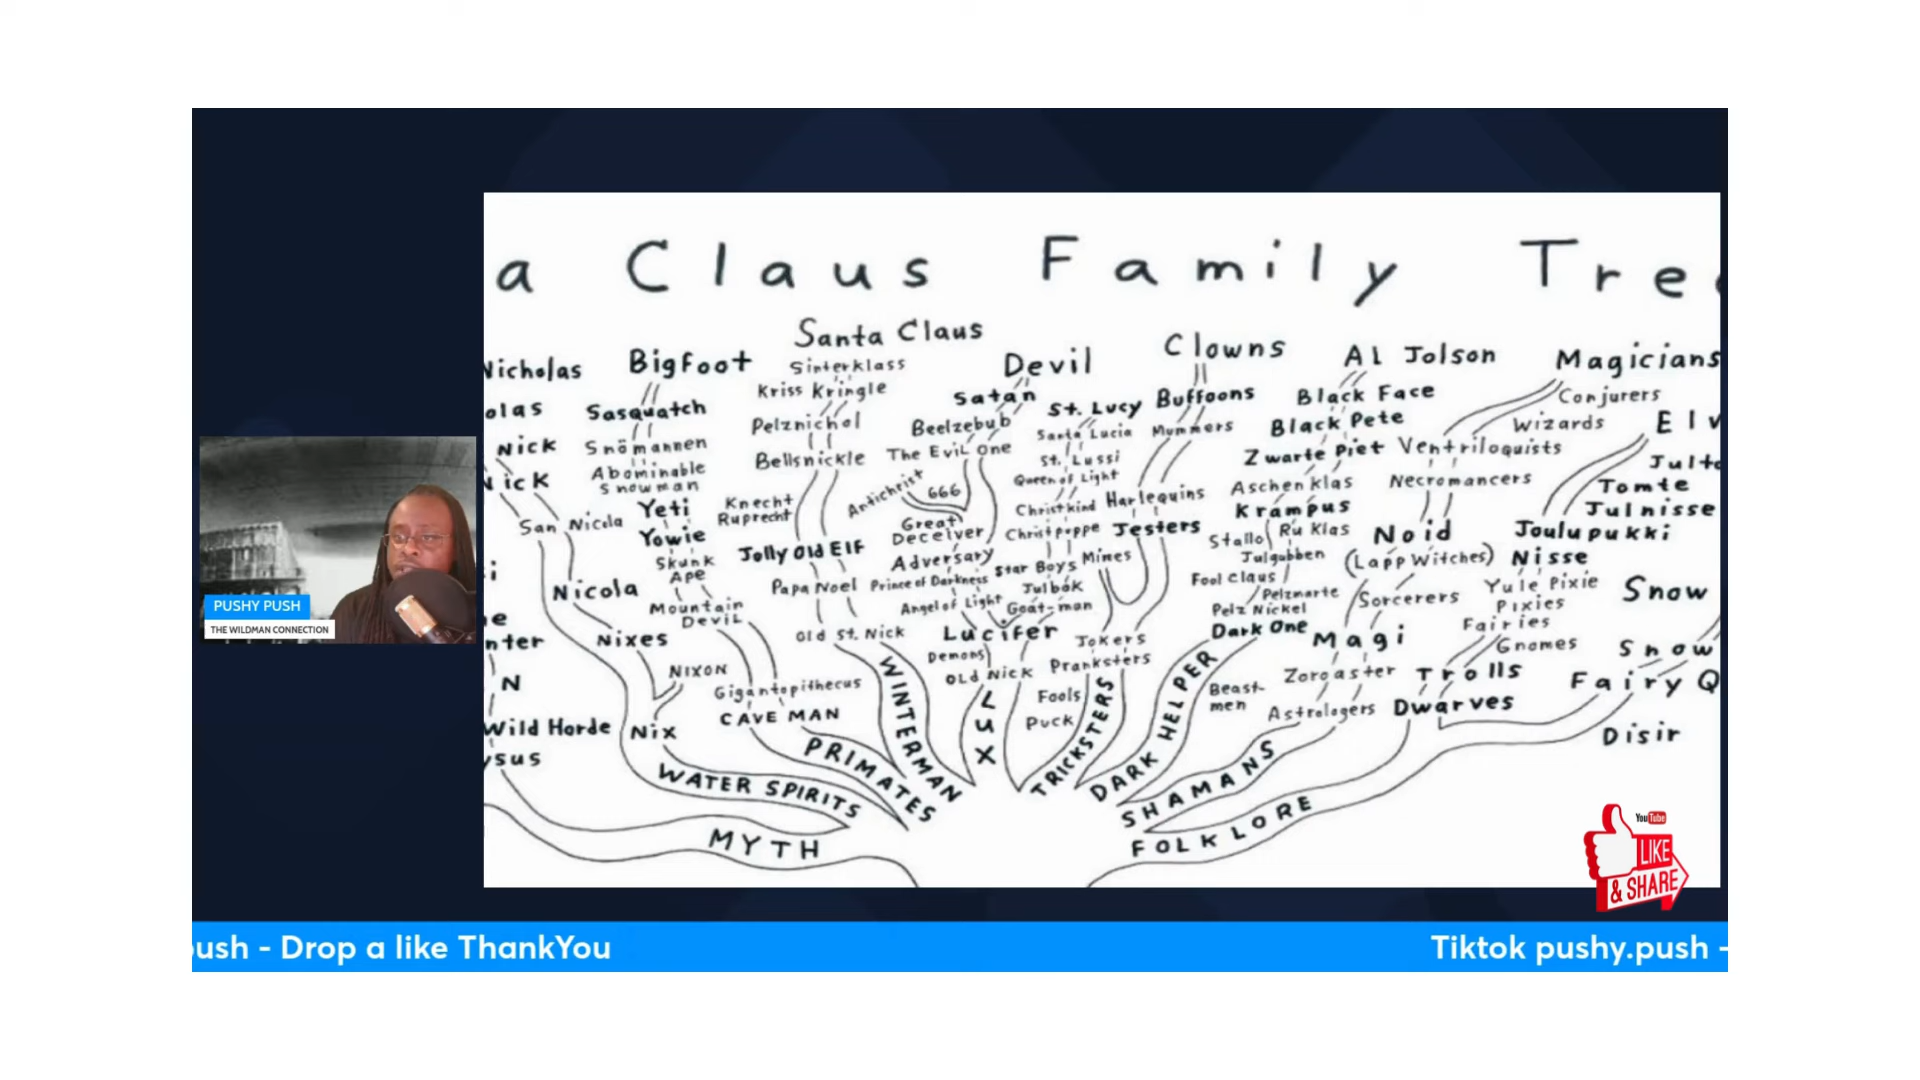 a Claus Family Tre
Santa Claus
Nicholas
Bigfoot
Sinterklass
Devil
Clowns
Al Jolson
Magicians
Kriss Kringle
Satan
Buffoons
Black Face
Conjurers
olas
Sasquatch
Pelznichol
Beelzebub
St. Lucy
Santa Lucia
Mummers
Black Pete
Wizards
Elv
Nick
Snömannen
Bellsnickle
The Evil One
St. Lussi
Zwarte Piet
Ventriloquists
Jult
Nick
Abominable
Snowman
Antichrist
666
Queen of Light
Aschenklas
Necromancers
Tomte
San Nicola
Yeti
Knecht
Ruprecht
Christkind
Harlequins
Krampus
Julnisse
Yowie
Great
Deceiver
Christpoppe
Jesters
Stallo
Ru Klas
Noid
Joulupukki
Skunk
Ape
Jolly Old Elf
Adversary
Star Boys
Mimes
Julgubben
(Lapp Witches)
Nisse
i
Nicola
Papa Noel
Prince of Darkness
Julbok
Fool Claus
Pelzmarte
Sorcerers
Yule Pixie
Pixies
Snow
Mountain
Devil
Angel of Light
Goat-man
Pelz Nickel
Fairies
e
nter
Nixes
Old St. Nick
Lucifer
Jokers
Dark One
Magi
Gnomes
Snow
Nixon
Demons
Old Nick
Pranksters
Zoroaster
Trolls
Fairy Q
N
Gigantopithecus
Fools
Beast-
men
Astrologers
Dwarves
Wild Horde
Nix
CAVE MAN
Puck
Disir
sus
WATER SPIRITS
PRIMATES
WINTERMAN
LUX
TRICKSTERS
DARK HELPER
SHAMANS
FOLKLORE
MYTH
PUSHY PUSH
THE WILDMAN CONNECTION
YouTube
LIKE
& SHARE
ush - Drop a like ThankYou
Tiktok pushy.push -